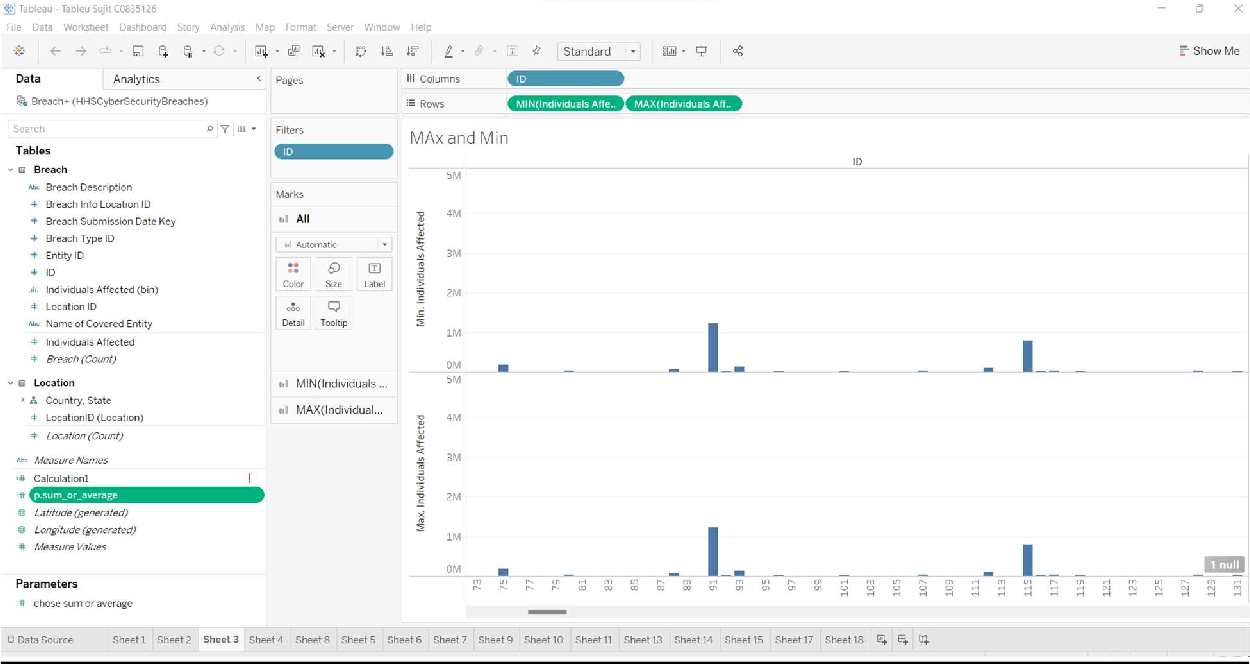 Tableau - Tableu Sujit C0835126
File Data Worksheet Dashboard Story Analysis Map Format Server Window Help
Standard
Show Me
Data
Analytics
Breach+ (HHSCyberSecurityBreaches)
Search
Tables
Breach
Abc Breach Description
Breach Info Location ID
Breach Submission Date Key
Breach Type ID
Entity ID
ID
Individuals Affected (bin)
Location ID
Abc Name of Covered Entity
Individuals Affected
Breach (Count)
Location
Country, State
LocationID (Location)
Location (Count)
Abc Measure Names
Calculation1 !
p.sum_or_average
Latitude (generated)
Longitude (generated)
Measure Values
Parameters
chose sum or average
Pages
Filters
ID
Marks
All
Automatic
Color Size Label
Detail Tooltip
MIN(Individuals ...
MAX(Individual...
Columns ID
Rows MIN(Individuals Affe.. MAX(Individuals Aff..
MAx and Min
ID
5M
4M
3M
2M
1M
0M
Min. Individuals Affected
5M
4M
3M
2M
1M
0M
Max. Individuals Affected
73 75 77 79 81 83 85 87 89 91 93 95 97 99 101 103 105 107 109 111 113 115 117 119 121 123 125 127 129 131
1 null
Data Source Sheet 1 Sheet 2 Sheet 3 Sheet 4 Sheet 8 Sheet 5 Sheet 6 Sheet 7 Sheet 9 Sheet 10 Sheet 11 Sheet 13 Sheet 14 Sheet 15 Sheet 17 Sheet 18